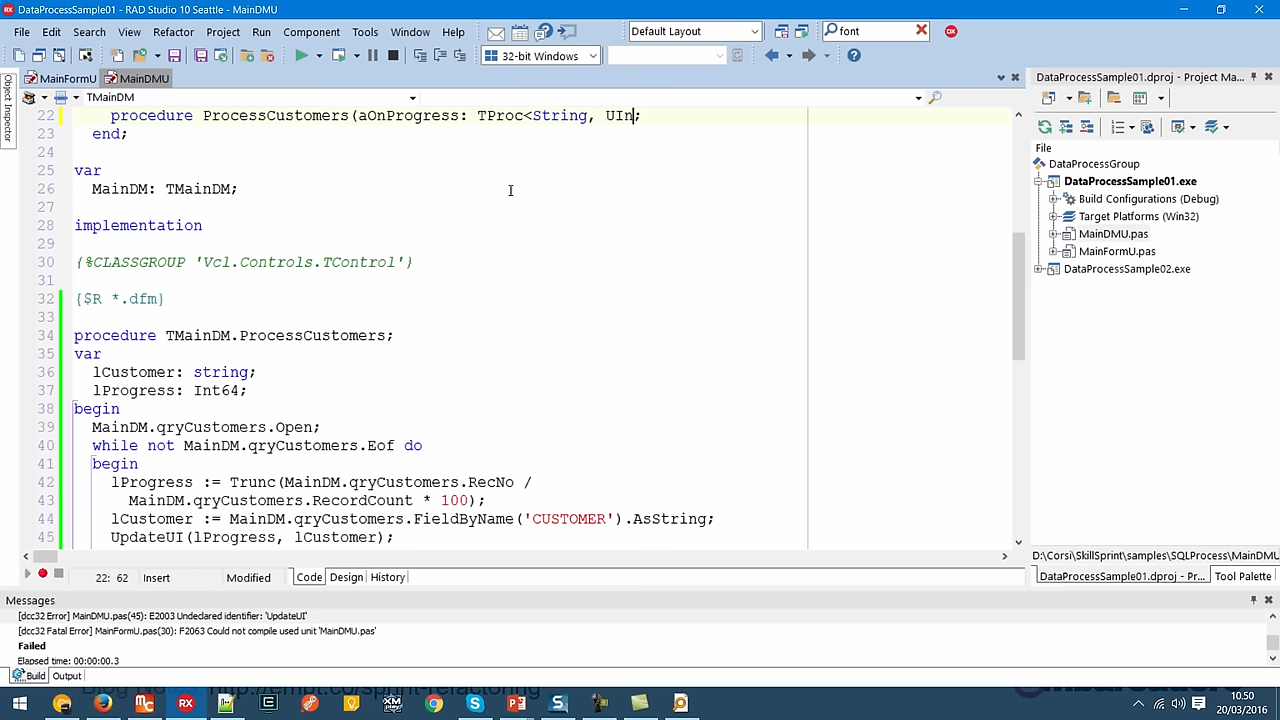 DataProcessSample01 - RAD Studio 10 Seattle - MainDMU
File Edit Search View Refactor Project Run Component Tools Window Help
Default Layout
font
32-bit Windows
MainFormU MainDMU
Object Inspector
TMainDM
22 procedure ProcessCustomers(aOnProgress: TProc<String, UIn;
23 end;
24
25 var
26 MainDM: TMainDM;
27
28 implementation
29
30 {%CLASSGROUP 'Vcl.Controls.TControl'}
31
32 {$R *.dfm}
33
34 procedure TMainDM.ProcessCustomers;
35 var
36 lCustomer: string;
37 lProgress: Int64;
38 begin
39 MainDM.qryCustomers.Open;
40 while not MainDM.qryCustomers.Eof do
41 begin
42 lProgress := Trunc(MainDM.qryCustomers.RecNo /
43 MainDM.qryCustomers.RecordCount * 100);
44 lCustomer := MainDM.qryCustomers.FieldByName('CUSTOMER').AsString;
45 UpdateUI(lProgress, lCustomer);
22: 62 Insert Modified Code Design History
DataProcessSample01.dproj - Project Ma...
File
DataProcessGroup
DataProcessSample01.exe
Build Configurations (Debug)
Target Platforms (Win32)
MainDMU.pas
MainFormU.pas
DataProcessSample02.exe
D:\Corsi\SkillSprint\samples\SQLProcess\MainDMU
DataProcessSample01.dproj - Pr... Tool Palette
Messages
[dcc32 Error] MainDMU.pas(45): E2003 Undeclared identifier: 'UpdateUI'
[dcc32 Fatal Error] MainFormU.pas(30): F2063 Could not compile used unit 'MainDMU.pas'
Failed
Elapsed time: 00:00:00.3
Build Output
10.50
20/03/2016